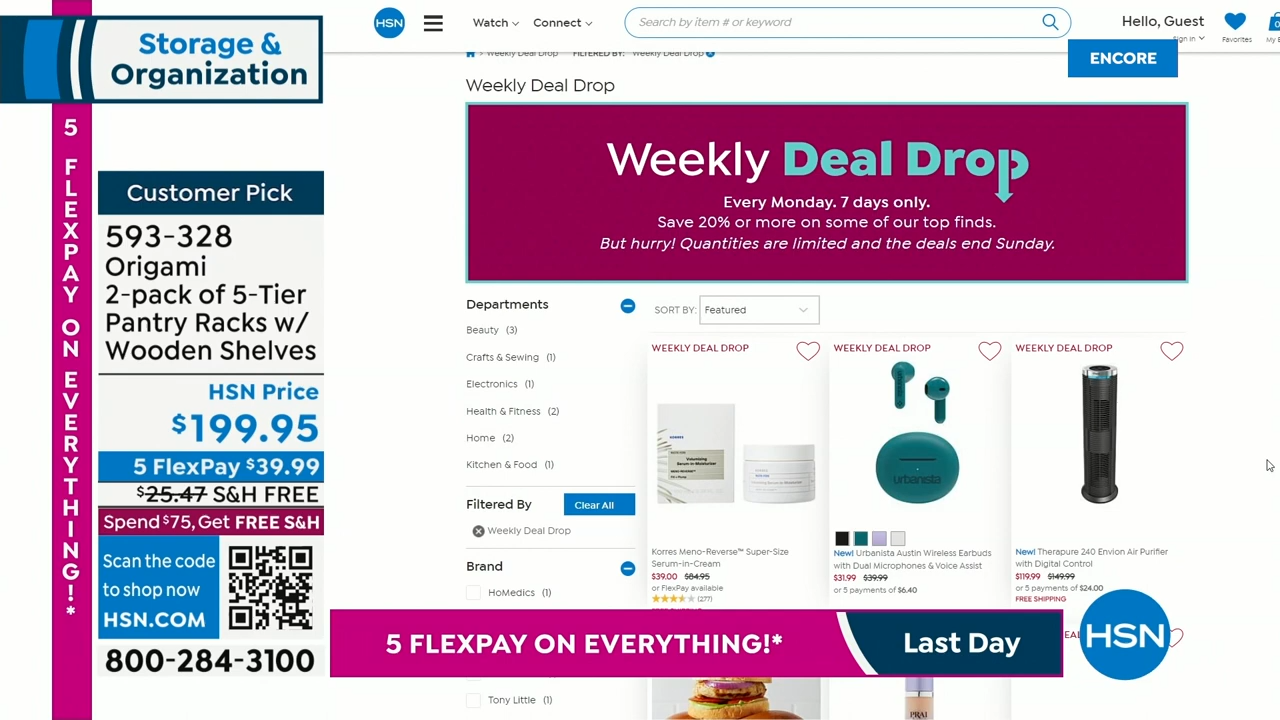 Storage &
Organization
5 FLEXPAY ON EVERYTHING!*
Customer Pick
593-328
Origami
2-pack of 5-Tier
Pantry Racks w/
Wooden Shelves
HSN Price
$199.95
5 FlexPay $39.99
$25.47 S&H FREE
Spend $75, Get FREE S&H
Scan the code
to shop now
HSN.COM
800-284-3100
HSN
Watch
Connect
Search by item # or keyword
Hello, Guest
Sign In
Favorites
ENCORE
Weekly Deal Drop FILTERED BY: Weekly Deal Drop
Weekly Deal Drop
Weekly Deal Drop
Every Monday. 7 days only.
Save 20% or more on some of our top finds.
But hurry! Quantities are limited and the deals end Sunday.
Departments
Beauty (3)
Crafts & Sewing (1)
Electronics (1)
Health & Fitness (2)
Home (2)
Kitchen & Food (1)
Filtered By
Clear All
Weekly Deal Drop
Brand
HoMedics (1)
Tony Little (1)
SORT BY: Featured
WEEKLY DEAL DROP
KORRES
Korres Meno-Reverse™ Super-Size
Serum-in-Cream
$39.00 $84.95
or FlexPay available
(277)
WEEKLY DEAL DROP
urbanista
New! Urbanista Austin Wireless Earbuds
with Dual Microphones & Voice Assist
$31.99 $39.99
or 5 payments of $6.40
WEEKLY DEAL DROP
New! Therapure 240 Envion Air Purifier
with Digital Control
$119.99 $149.99
or 5 payments of $24.00
FREE SHIPPING
5 FLEXPAY ON EVERYTHING!*
Last Day
HSN
PRAI